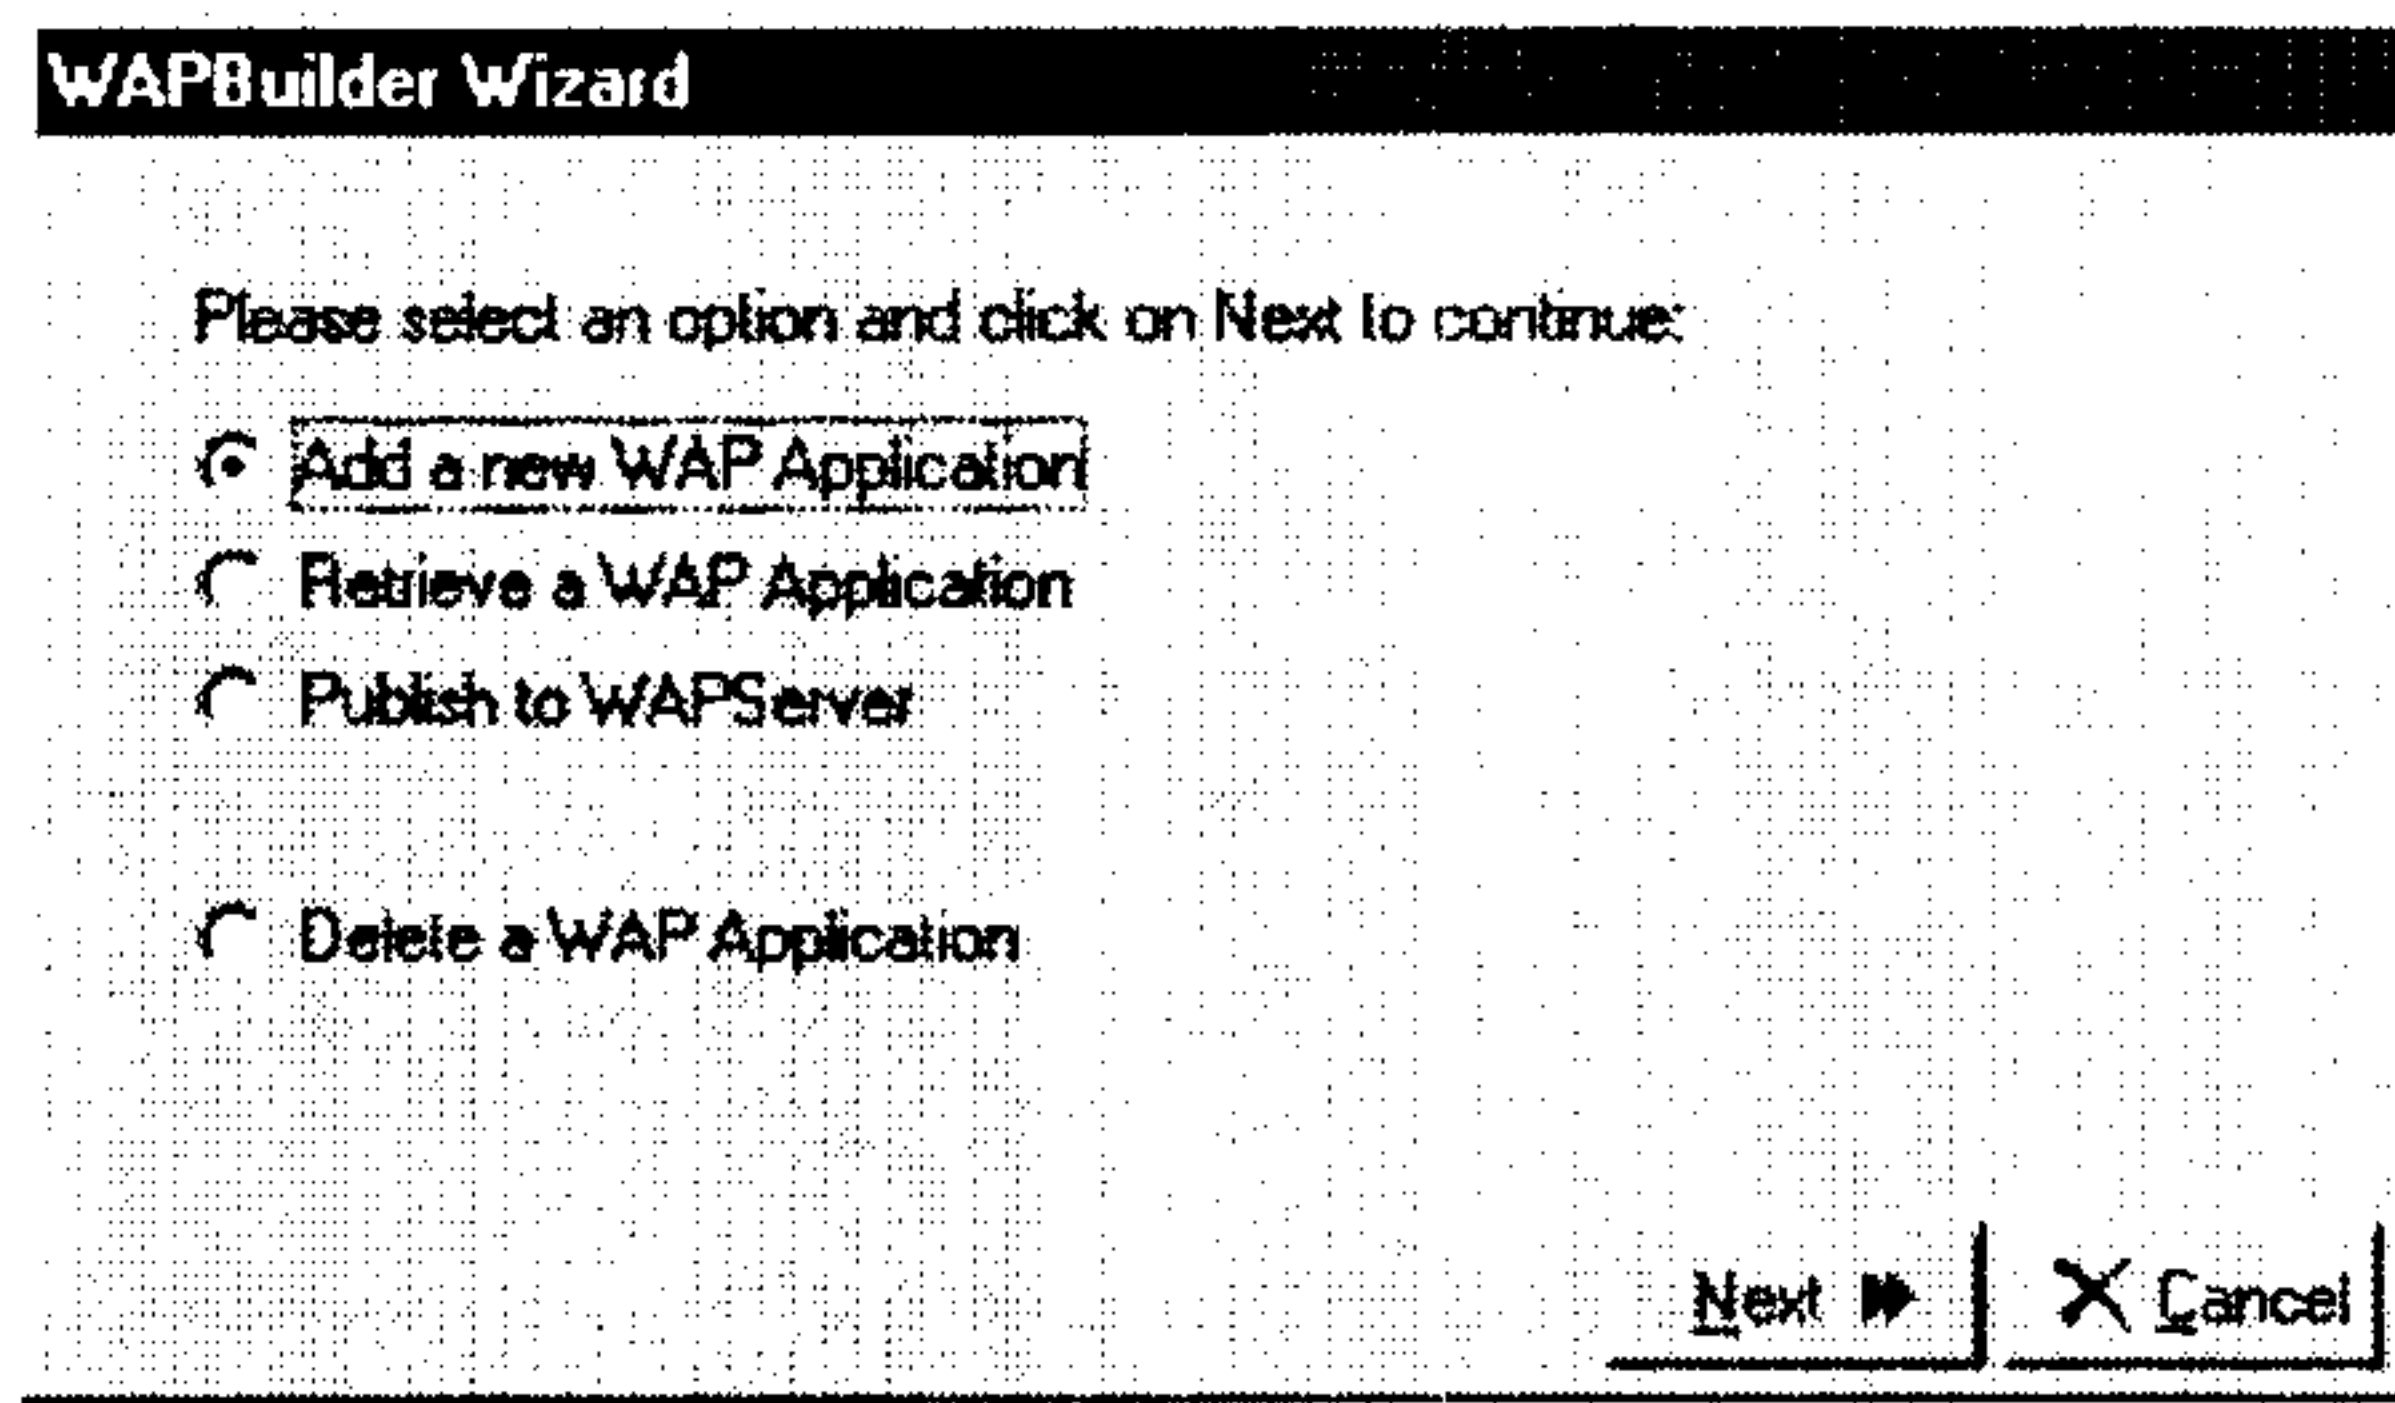 WAPBuilder Wizard
Please select an option and click on Next to continue:
Add a new WAP Application
Retrieve a WAP Application
Publish to WAPServer
Delete a WAP Application
Next Cancel